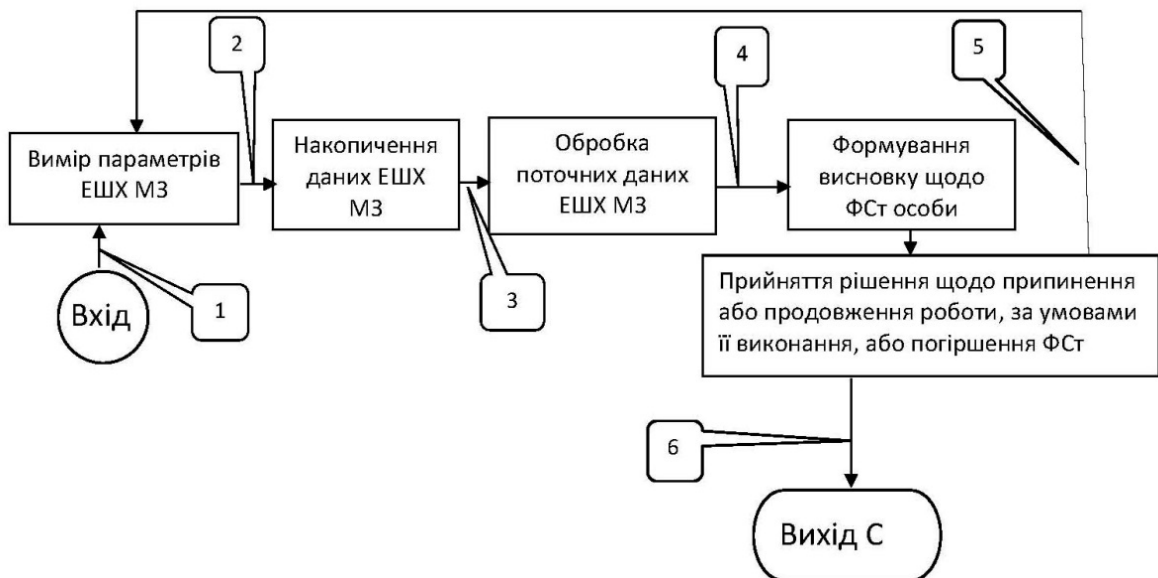 2
4
5
Вимір параметрів
ЕШХ МЗ
Накопичення
даних ЕШХ
МЗ
Обробка
поточних даних
ЕШХ МЗ
Формування
висновку щодо
ФСт особи
Вхід
1
3
Прийняття рішення щодо припинення
або продовження роботи, за умовами
її виконання, або погіршення ФСт
6
Вихід С